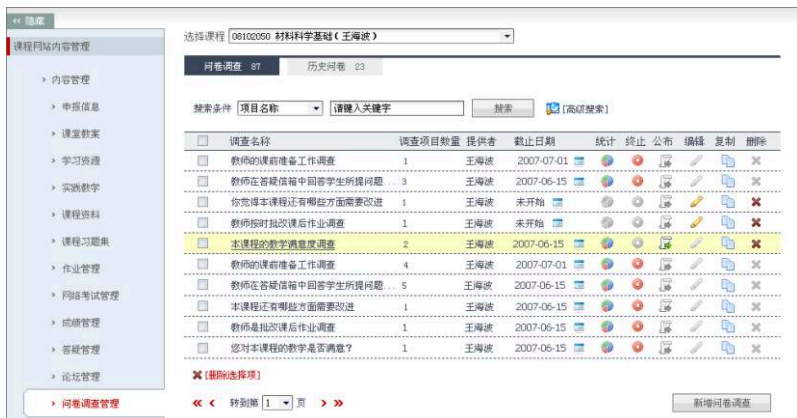 << 隐藏
课程网站内容管理
> 内容管理
> 申报信息
> 课堂教案
> 学习资源
> 实践教学
> 课程资料
> 课程习题集
> 作业管理
> 网络考试管理
> 成绩管理
> 答疑管理
> 论坛管理
> 问卷调查管理
选择课程 08102050 材料科学基础(王海波)
问卷调查 87 历史问卷 23
搜索条件 项目名称 请键入关键字 搜索 [高级搜索]
调查名称 调查项目数量 提供者 截止日期 统计 终止 公布 编辑 复制 删除
教师的课前准备工作调查 1 王海波 2007-07-01
教师在答疑信箱中回答学生所提问题... 3 王海波 2007-06-15
你觉得本课程还有哪些方面需要改进 1 王海波 未开始
教师按时批改课后作业调查 1 王海波 未开始
本课程的教学满意度调查 2 王海波 2007-06-15
教师的课前准备工作调查 4 王海波 2007-07-01
教师在答疑信箱中回答学生所提问题... 5 王海波 2007-06-15
本课程还有哪些方面需要改进 1 王海波 2007-06-15
教师是批改课后作业调查 1 王海波 2007-06-15
您对本课程的教学是否满意? 1 王海波 2007-06-15
[删除选择项]
转到第 1 页
新增问卷调查